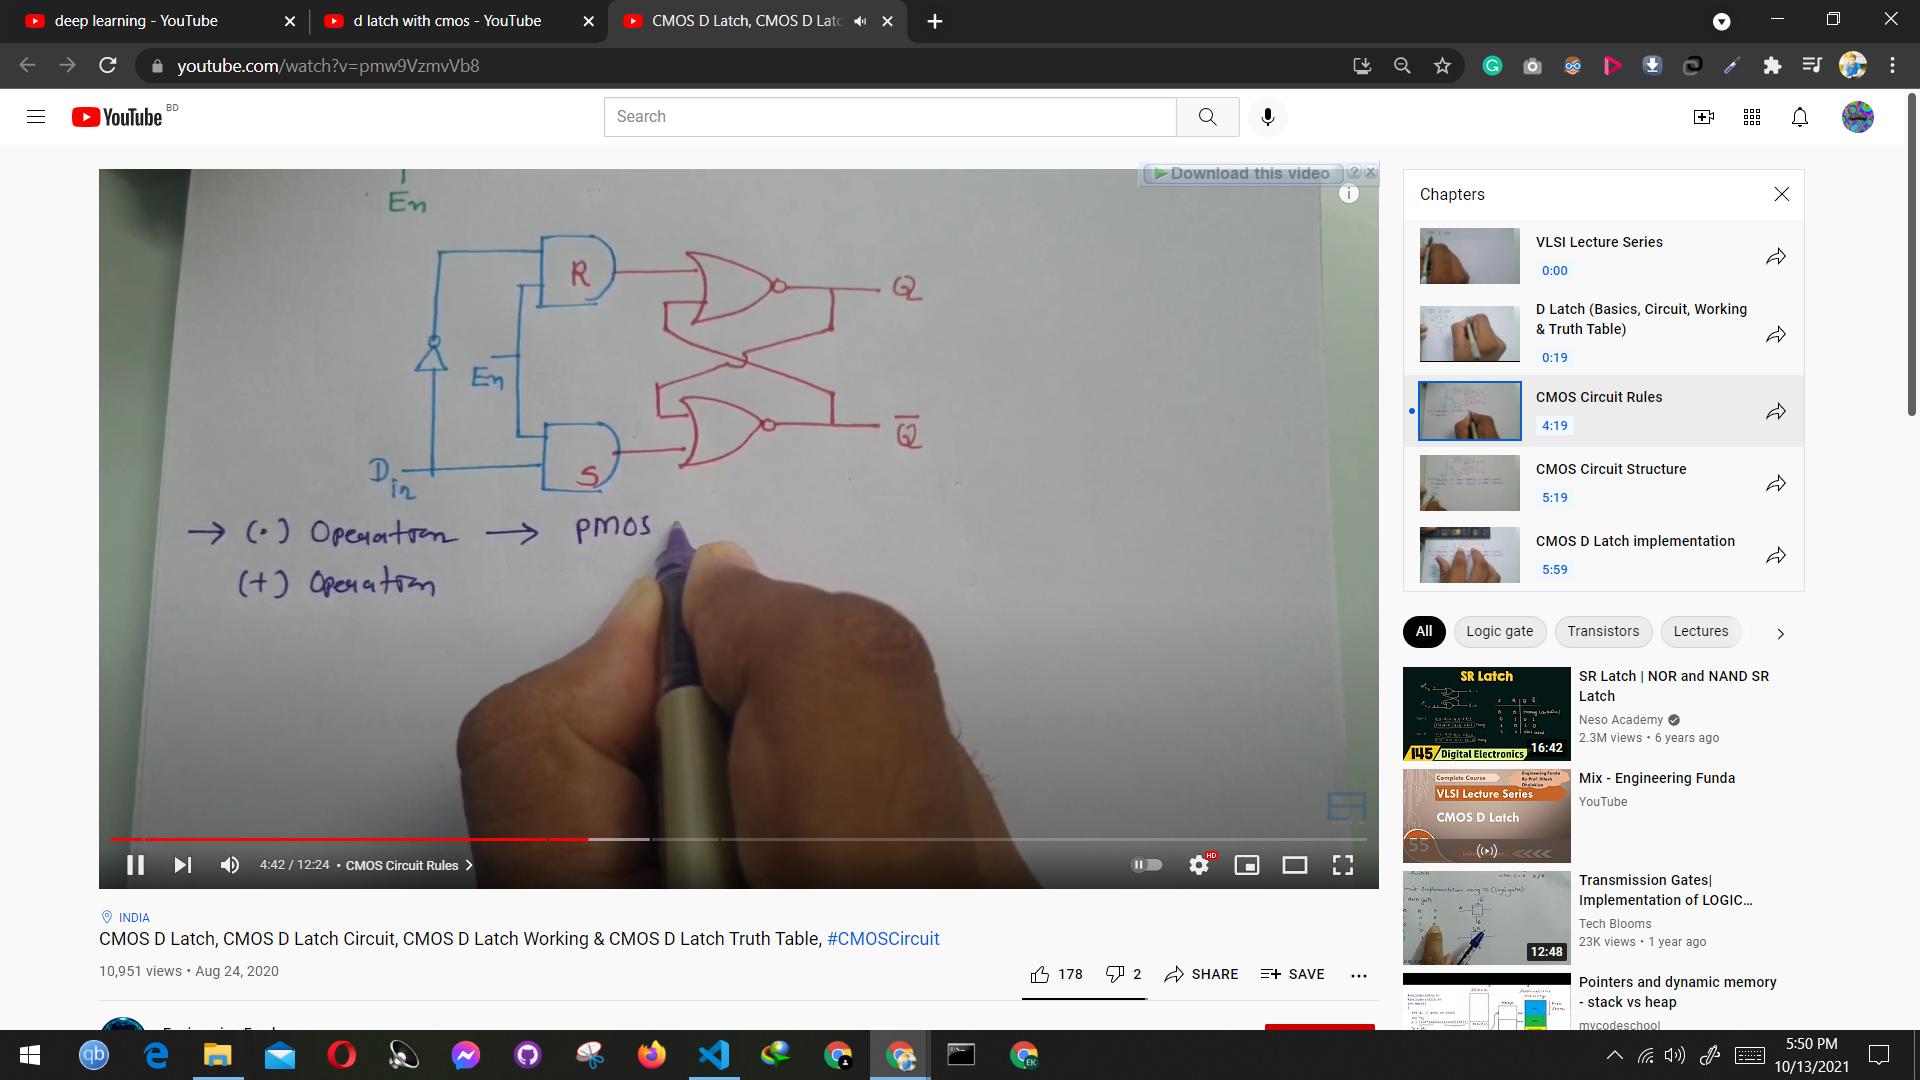 deep learning - YouTube
d latch with cmos - YouTube
CMOS D Latch, CMOS D Latc
youtube.com/watch?v=pmw9VzmvVb8
YouTube
BD
Search
Download this video
En
R
Q
En
S
Q̅
Din
→ (·) Operation → PMOS
(+) Operation
4:42 / 12:24 • CMOS Circuit Rules
HD
INDIA
CMOS D Latch, CMOS D Latch Circuit, CMOS D Latch Working & CMOS D Latch Truth Table, #CMOSCircuit
10,951 views • Aug 24, 2020
178
2
SHARE
SAVE
Chapters
VLSI Lecture Series
0:00
D Latch (Basics, Circuit, Working
& Truth Table)
0:19
CMOS Circuit Rules
4:19
CMOS Circuit Structure
5:19
CMOS D Latch implementation
5:59
All
Logic gate
Transistors
Lectures
SR Latch
145 Digital Electronics
16:42
SR Latch | NOR and NAND SR
Latch
Neso Academy
2.3M views • 6 years ago
Complete Course
VLSI Lecture Series
CMOS D Latch
55
Mix - Engineering Funda
YouTube
12:48
Transmission Gates|
Implementation of LOGIC...
Tech Blooms
23K views • 1 year ago
Pointers and dynamic memory
- stack vs heap
mycodeschool
qb
EK
5:50 PM
10/13/2021